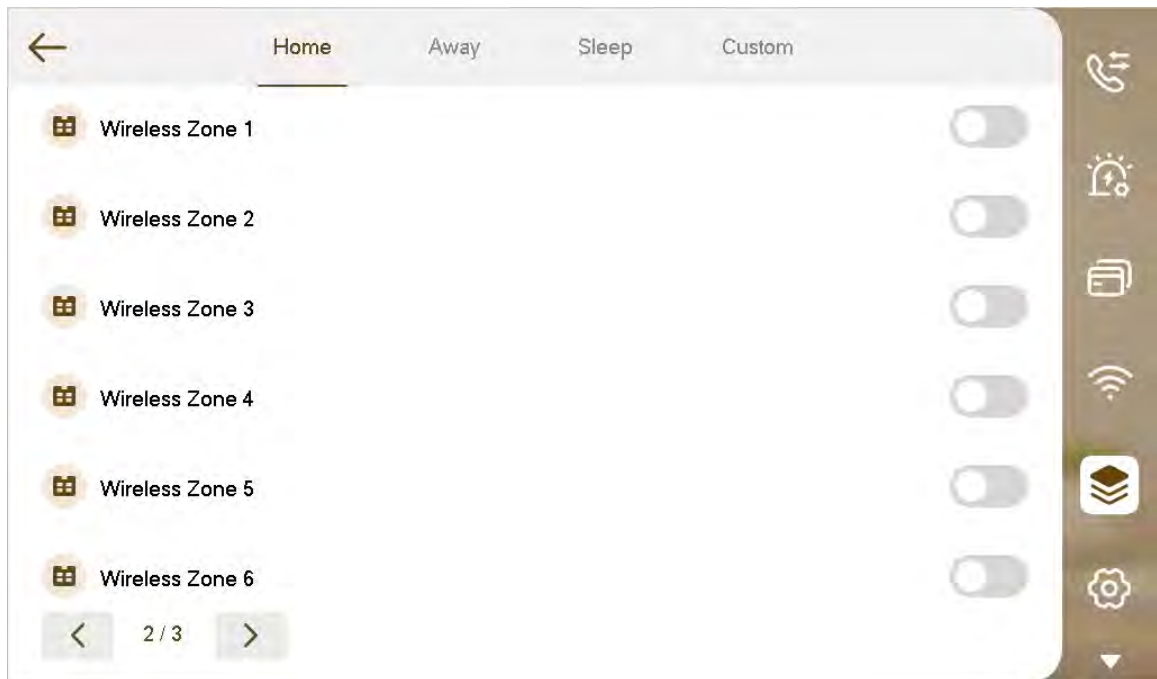 Home Away Sleep Custom
Wireless Zone 1
Wireless Zone 2
Wireless Zone 3
Wireless Zone 4
Wireless Zone 5
Wireless Zone 6
2 / 3